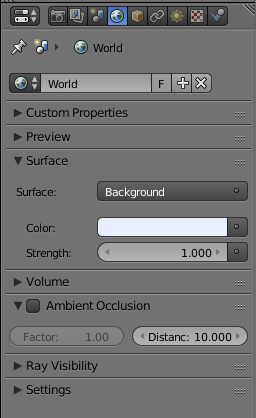 World
World F
Custom Properties
Preview
Surface
Surface: Background
Color:
Strength: 1.000
Volume
Ambient Occlusion
Factor: 1.00 Distanc: 10.000
Ray Visibility
Settings